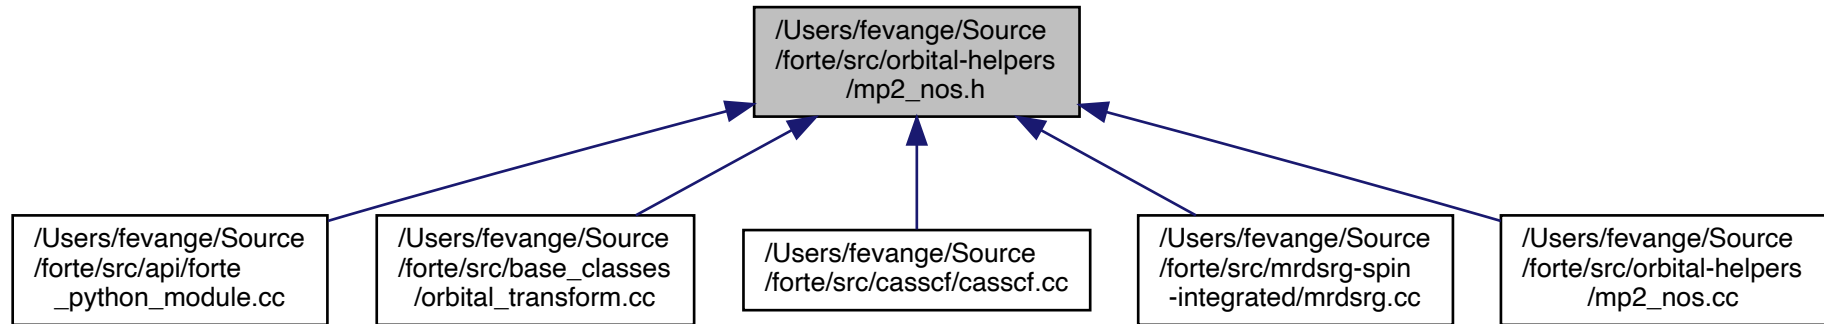 /Users/fevange/Source
/forte/src/orbital-helpers
/mp2_nos.h
/Users/fevange/Source
/forte/src/api/forte
_python_module.cc
/Users/fevange/Source
/forte/src/base_classes
/orbital_transform.cc
/Users/fevange/Source
/forte/src/casscf/casscf.cc
/Users/fevange/Source
/forte/src/mrdsrg-spin
-integrated/mrdsrg.cc
/Users/fevange/Source
/forte/src/orbital-helpers
/mp2_nos.cc